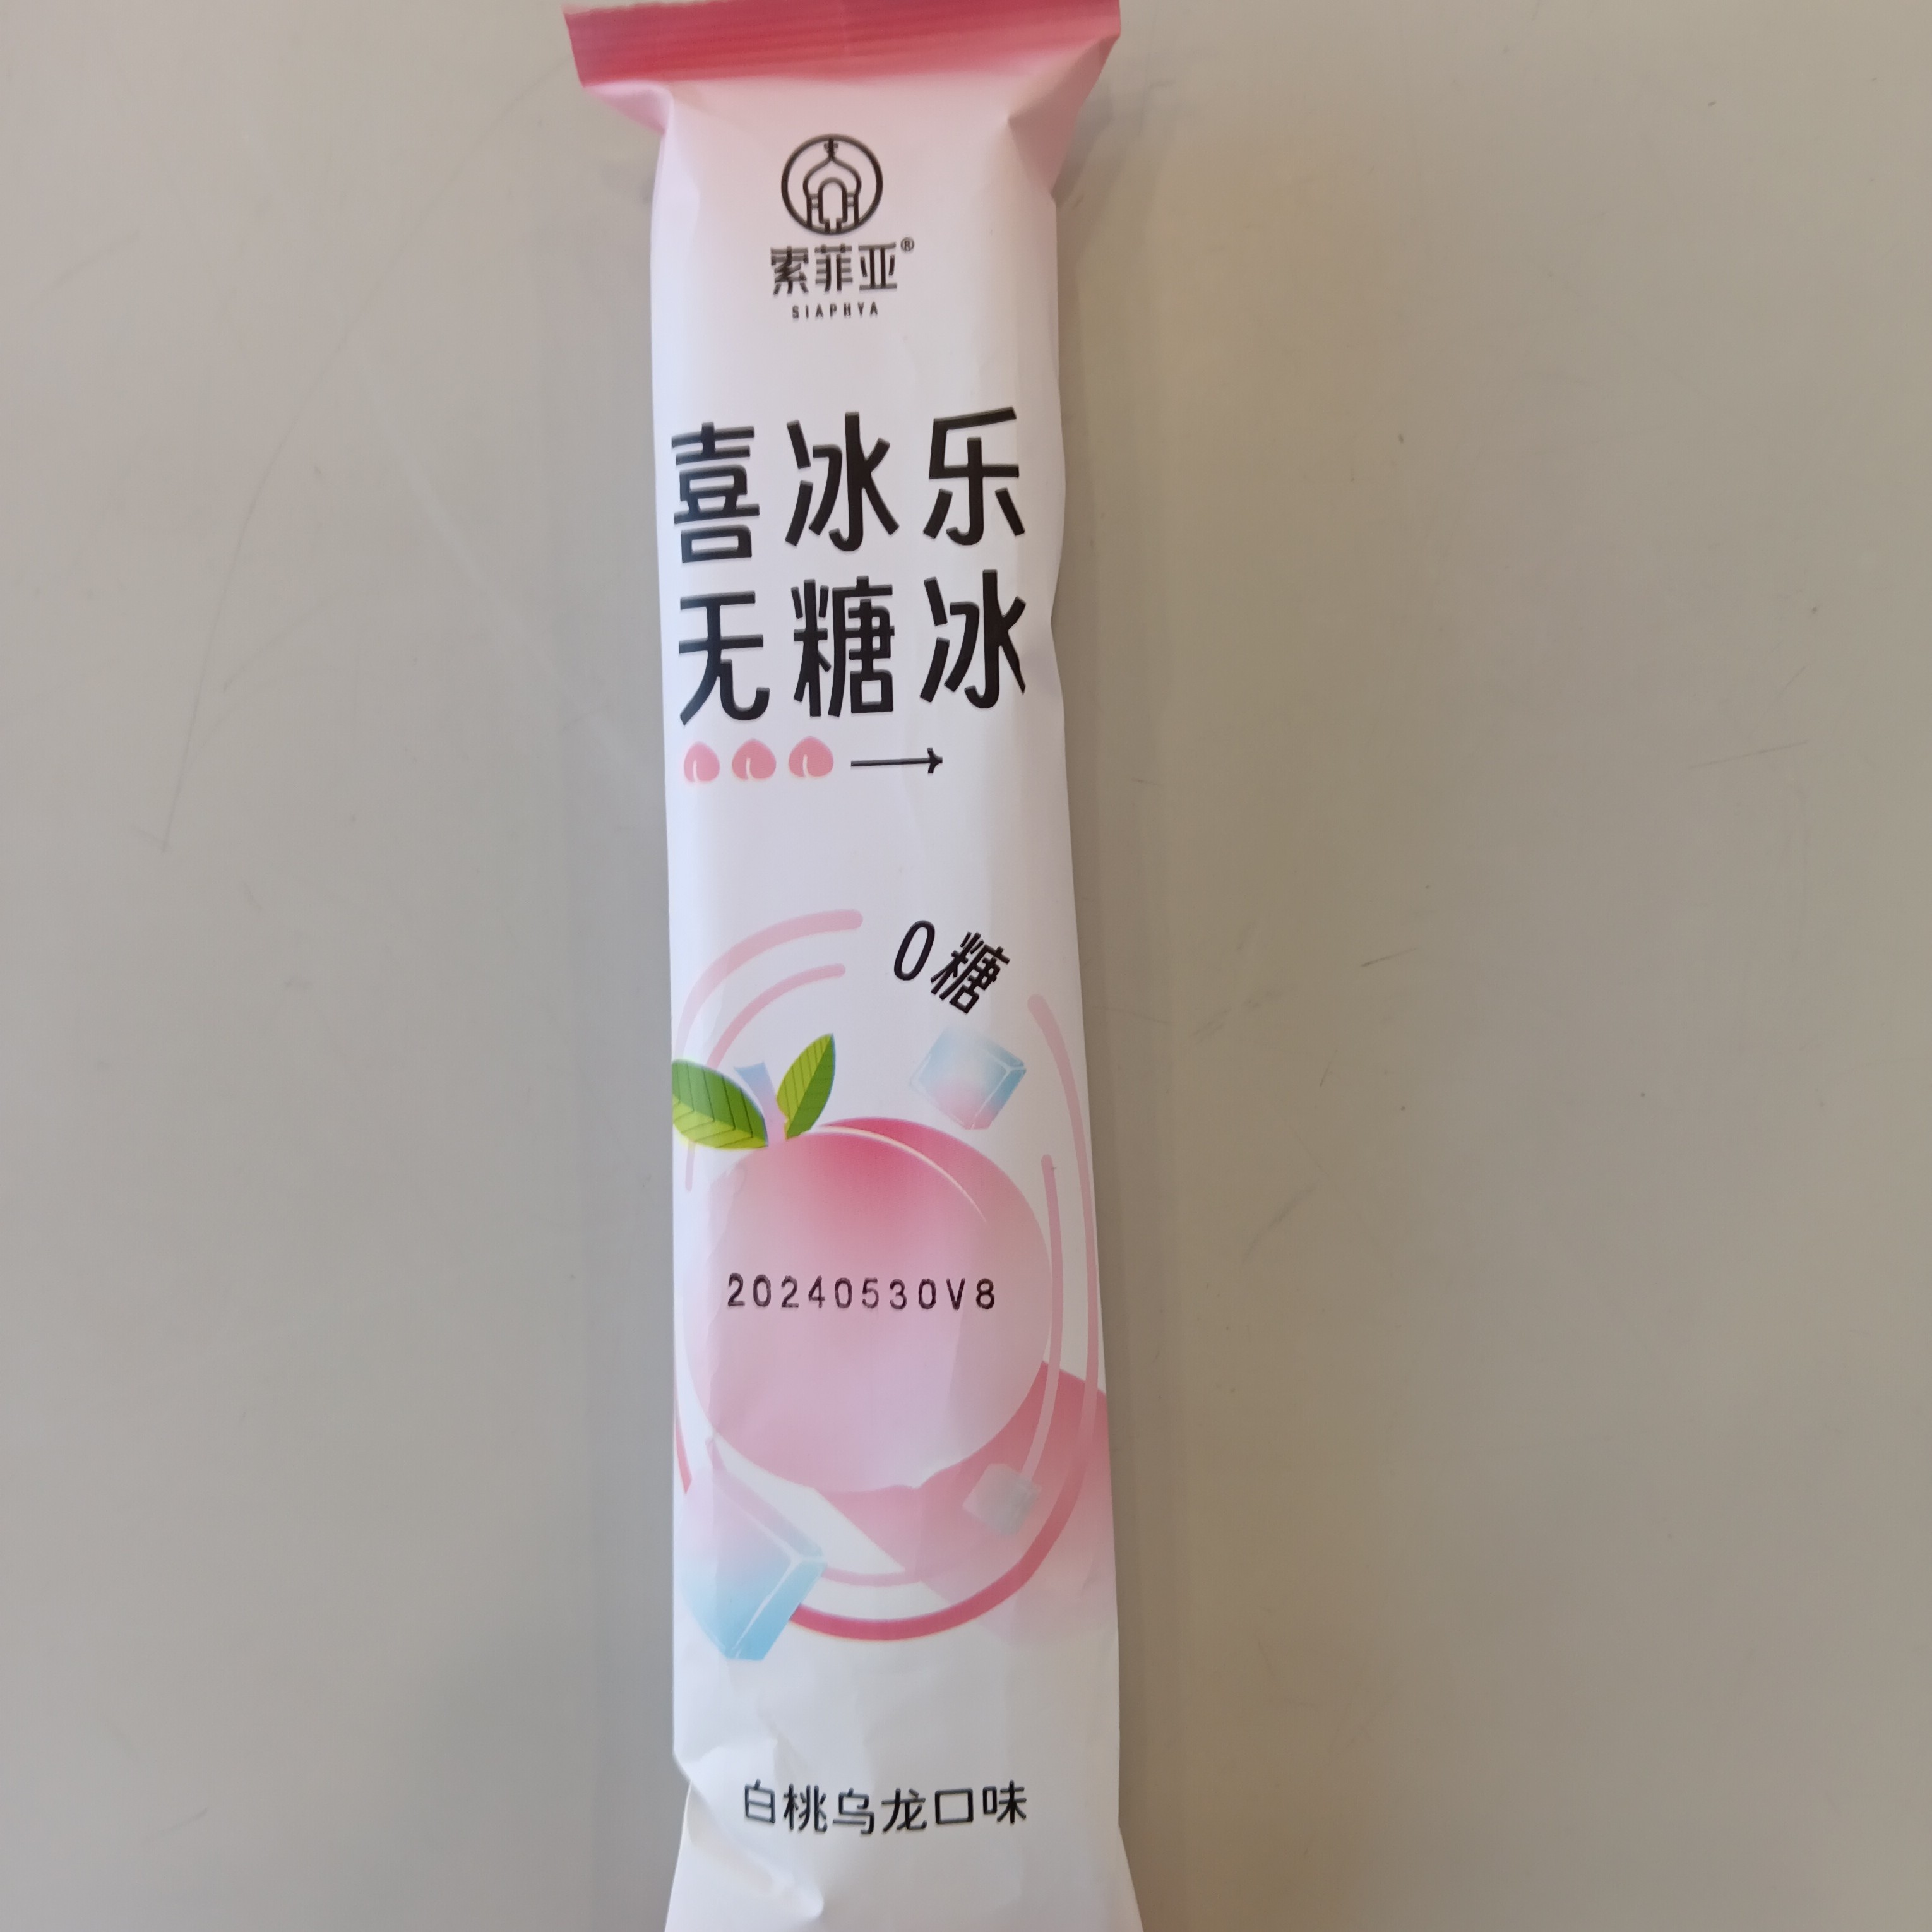 索菲亚®
SIAPHYA
喜冰乐
无糖冰
0糖
20240530V8
白桃乌龙口味